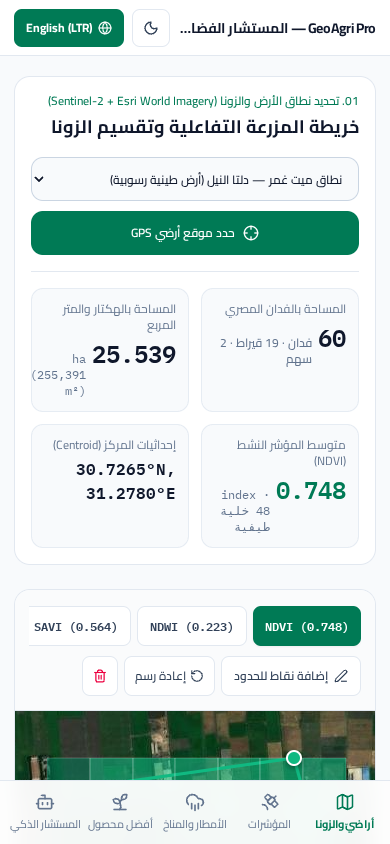 GeoAgri Pro — المستشار الفضا...
English (LTR)
01. تحديد نطاق الأرض والزونا (Sentinel-2 + Esri World Imagery)
خريطة المزرعة التفاعلية وتقسيم الزونا
نطاق ميت غمر — دلتا النيل (أرض طينية رسوبية)
حدد موقع أرضي GPS
المساحة بالفدان المصري
60 فدان · 19 قيراط · 2
سهم
المساحة بالهكتار والمتر
المربع
25.539 ha
(255,391
m²)
متوسط المؤشر النشط
(NDVI)
0.748 index ·
48 خلية
طيفية
إحداثيات المركز (Centroid)
30.7265°N,
31.2780°E
NDVI (0.748)
NDWI (0.223)
SAVI (0.564)
إضافة نقاط للحدود
إعادة رسم
أراضي والزونا
المؤشرات
الأمطار والمناخ
أفضل محصول
المستشار الذكي